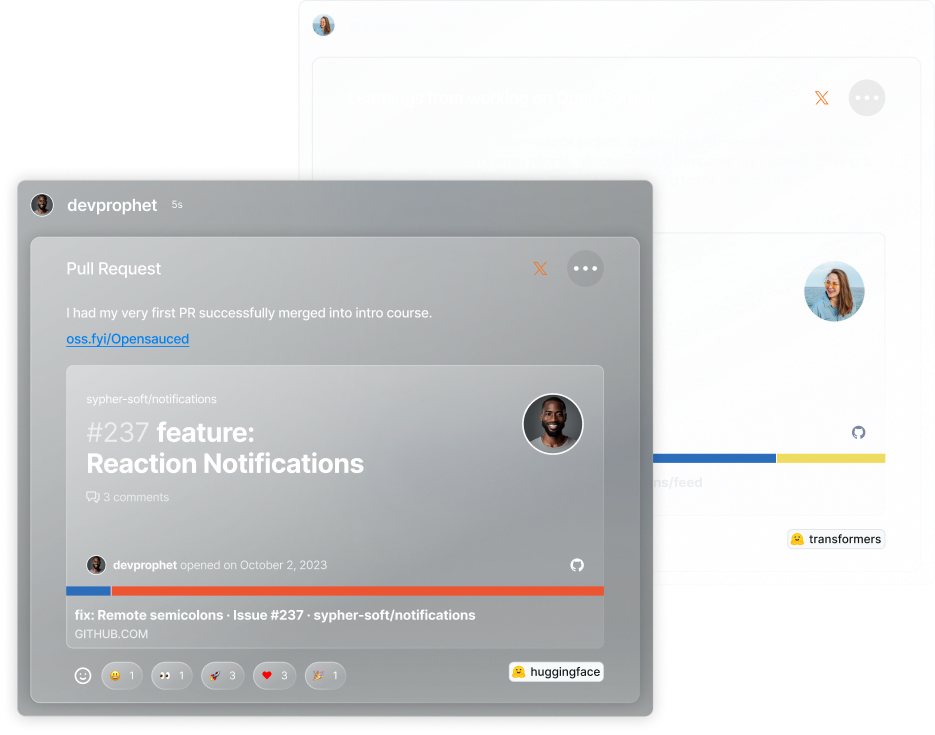 devprophet 5s
Pull Request
I had my very first PR successfully merged into intro course.
oss.fyi/Opensauced
sypher-soft/notifications
#237 feature:
Reaction Notifications
3 comments
devprophet opened on October 2, 2023
fix: Remote semicolons · Issue #237 · sypher-soft/notifications
GITHUB.COM
1 1 3 3 1
huggingface
ns/feed
transformers